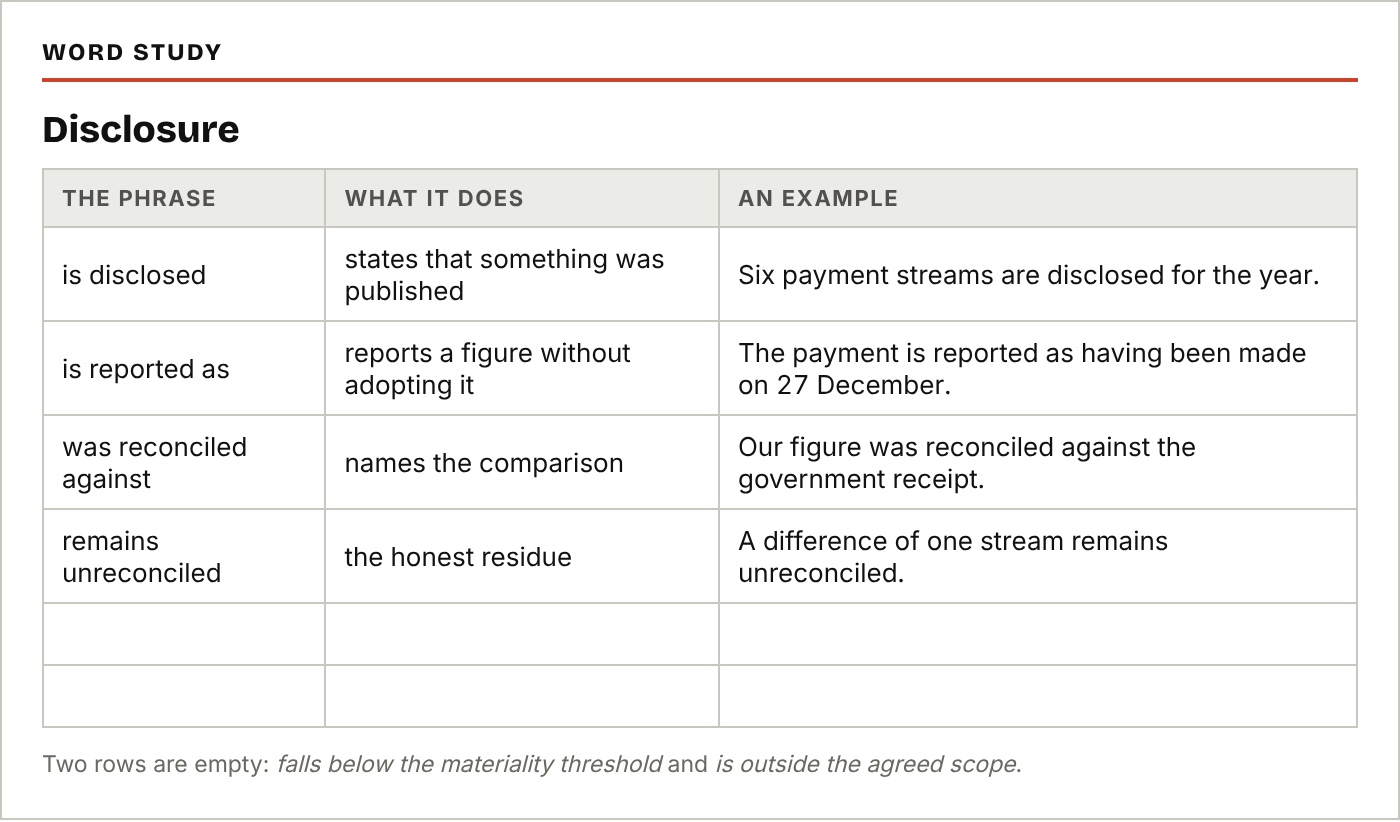 WORD STUDY
Disclosure
THE PHRASE
WHAT IT DOES
AN EXAMPLE
is disclosed
states that something was
published
Six payment streams are disclosed for the year.
is reported as
reports a figure without
adopting it
The payment is reported as having been made
on 27 December.
was reconciled
against
names the comparison
Our figure was reconciled against the
government receipt.
remains
unreconciled
the honest residue
A difference of one stream remains
unreconciled.
Two rows are empty: falls below the materiality threshold and is outside the agreed scope.